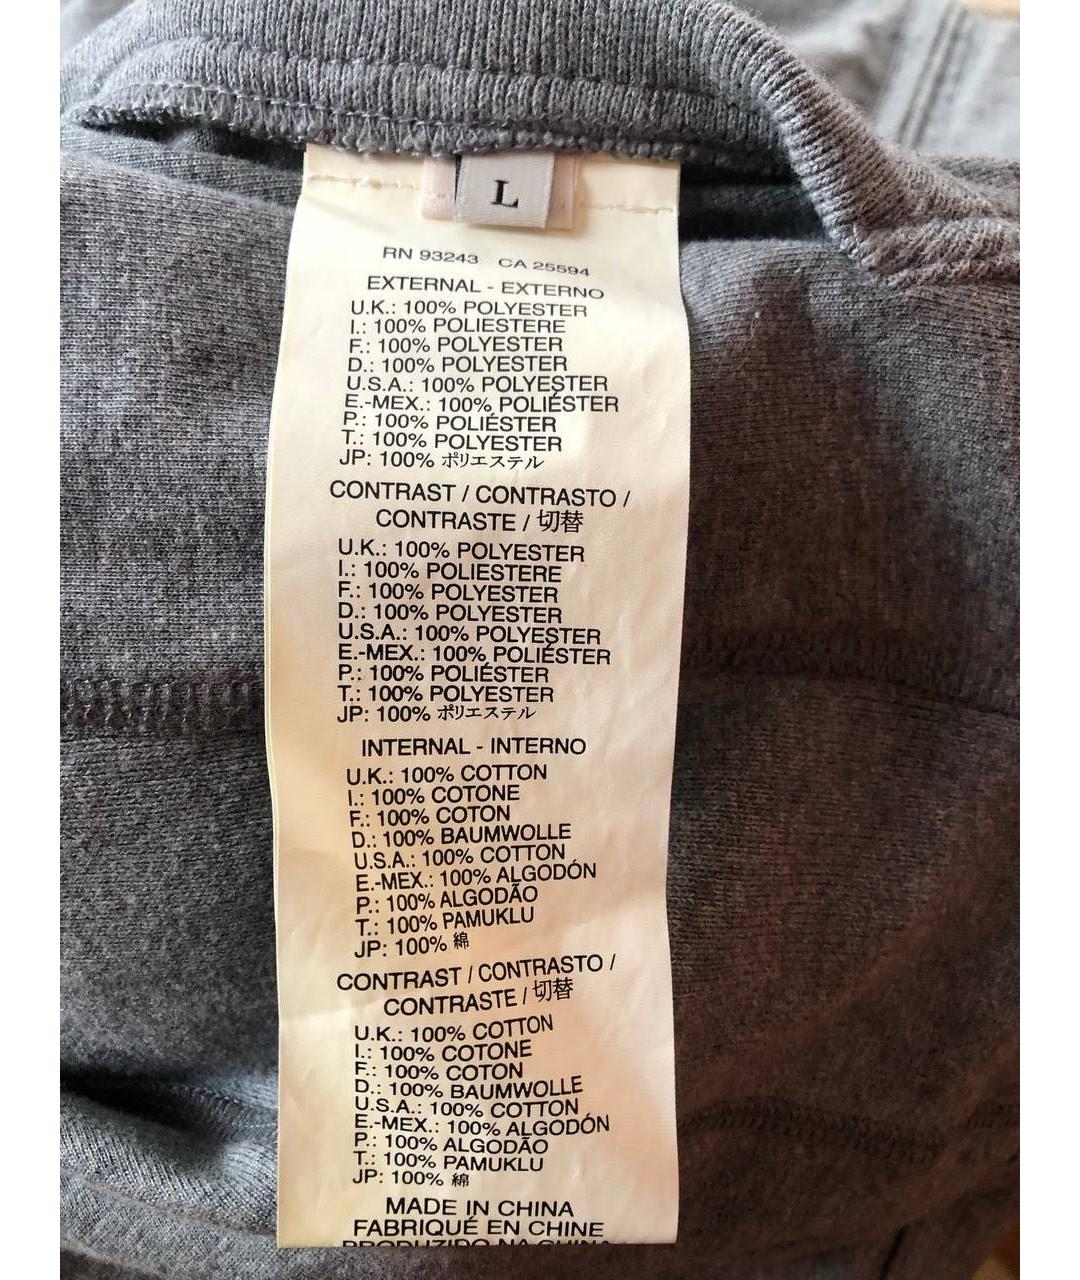 L
RN 93243 CA 25594
EXTERNAL - EXTERNO
U.K.: 100% POLYESTER
I.: 100% POLIESTERE
F.: 100% POLYESTER
D.: 100% POLYESTER
U.S.A.: 100% POLYESTER
E.-MEX.: 100% POLIÉSTER
P.: 100% POLIÉSTER
T.: 100% POLYESTER
JP: 100% ポリエステル
CONTRAST / CONTRASTO /
CONTRASTE / 切替
U.K.: 100% POLYESTER
I.: 100% POLIESTERE
F.: 100% POLYESTER
D.: 100% POLYESTER
U.S.A.: 100% POLYESTER
E.-MEX.: 100% POLIÉSTER
P.: 100% POLIÉSTER
T.: 100% POLYESTER
JP: 100% ポリエステル
INTERNAL - INTERNO
U.K.: 100% COTTON
I.: 100% COTONE
F.: 100% COTON
D.: 100% BAUMWOLLE
U.S.A.: 100% COTTON
E.-MEX.: 100% ALGODÓN
P.: 100% ALGODÃO
T.: 100% PAMUKLU
JP: 100% 綿
CONTRAST / CONTRASTO /
CONTRASTE / 切替
U.K.: 100% COTTON
I.: 100% COTONE
F.: 100% COTON
D.: 100% BAUMWOLLE
U.S.A.: 100% COTTON
E.-MEX.: 100% ALGODÓN
P.: 100% ALGODÃO
T.: 100% PAMUKLU
JP: 100% 綿
MADE IN CHINA
FABRIQUÉ EN CHINE
PRODUZIDO NA CHINA